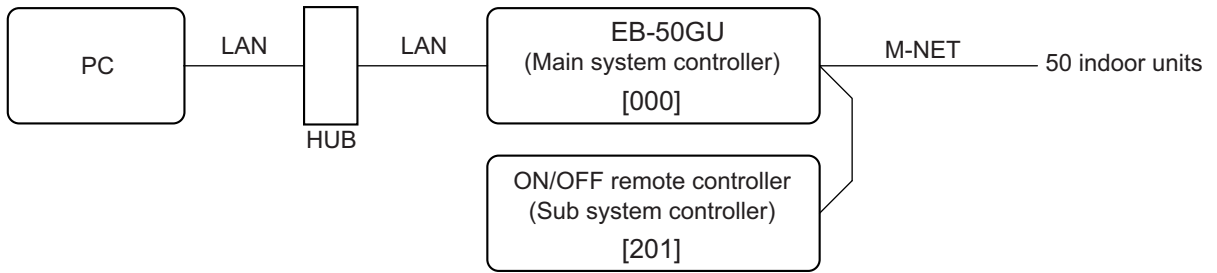 PC
LAN
HUB
LAN
EB-50GU
(Main system controller)
[000]
M-NET
50 indoor units
ON/OFF remote controller
(Sub system controller)
[201]